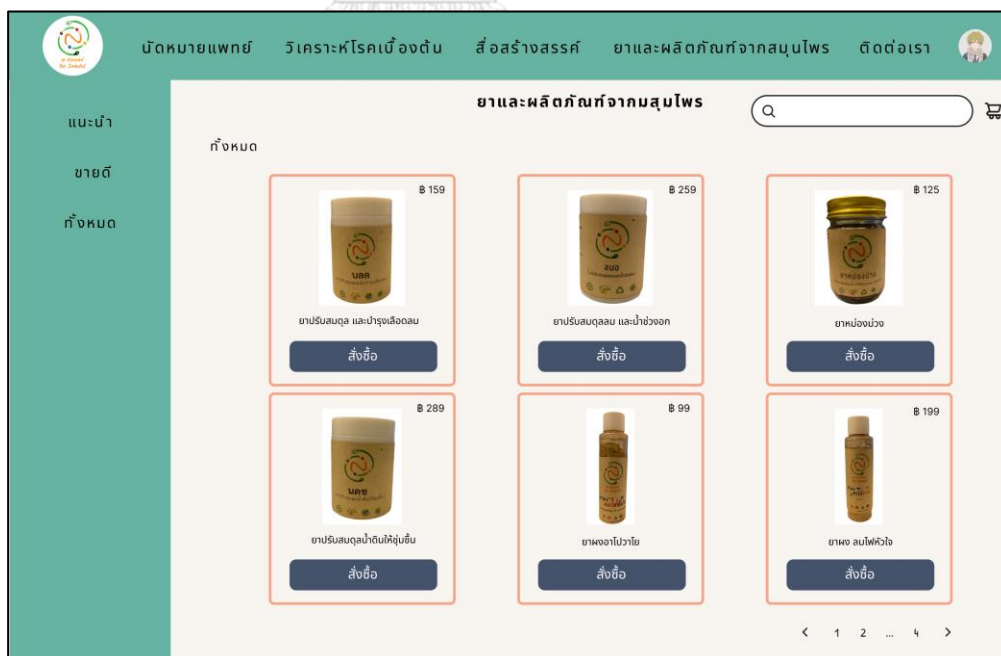 นัดหมายแพทย์ วิเคราะห์โรคเบื้องต้น สื่อสร้างสรรค์ ยาและผลิตภัณฑ์จากสมุนไพร ติดต่อเรา
แนะนำ
ขายดี
ทั้งหมด
ยาและผลิตภัณฑ์จากมสุมไพร
ทั้งหมด
฿ 159
บลล
ยาปรับสมดุล และบำรุงเลือดลม
สั่งซื้อ
฿ 259
ลนอ
ยาปรับสมดุลลม และน้ำช่วงอก
สั่งซื้อ
฿ 125
ยาหม่องม่วง
สั่งซื้อ
฿ 289
นดช
ยาปรับสมดุลน้ำดินให้ชุ่มชื้น
สั่งซื้อ
฿ 99
ยาผงอาโปวาโย
สั่งซื้อ
฿ 199
ยาผง ลมไฟหัวใจ
สั่งซื้อ
< 1 2 ... 4 >